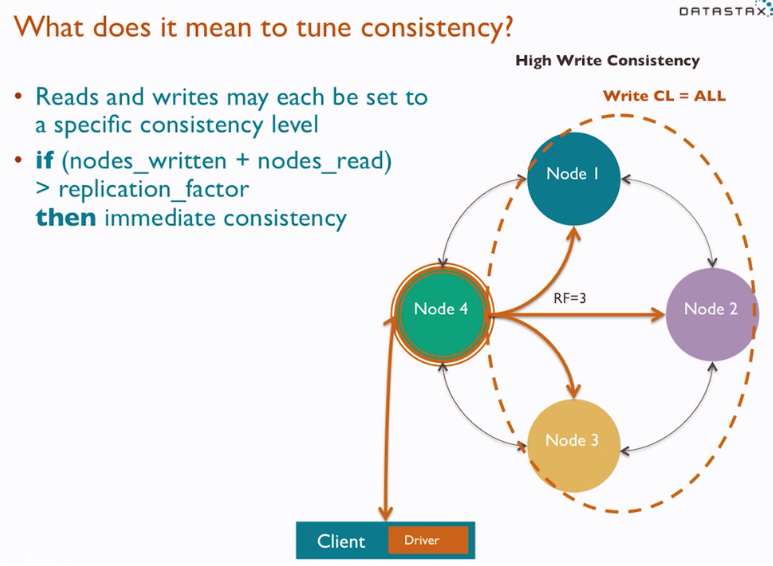 DATASTAX
What does it mean to tune consistency?
High Write Consistency
Write CL = ALL
• Reads and writes may each be set to
a specific consistency level
• if (nodes_written + nodes_read)
> replication_factor
then immediate consistency
Node 1
RF=3
Node 4
Node 2
Node 3
Client
Driver